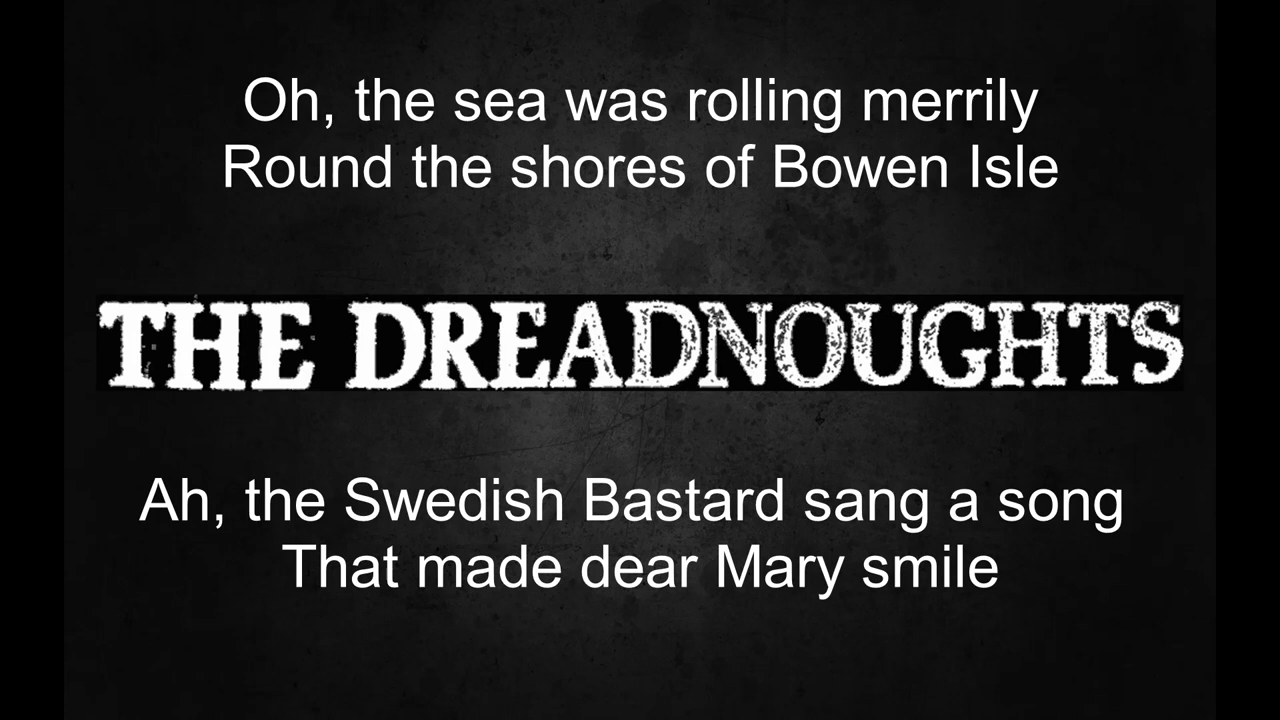 Oh, the sea was rolling merrily
Round the shores of Bowen Isle
THE DREADNOUGHTS
Ah, the Swedish Bastard sang a song
That made dear Mary smile